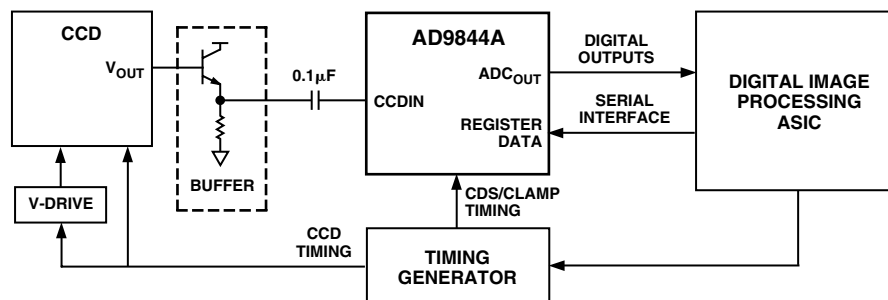 CCD
V_OUT
BUFFER
V-DRIVE
0.1μF
AD9844A
ADC_OUT
CCDIN
REGISTER
DATA
DIGITAL
OUTPUTS
SERIAL
INTERFACE
DIGITAL IMAGE
PROCESSING
ASIC
CDS/CLAMP
TIMING
CCD
TIMING
TIMING
GENERATOR